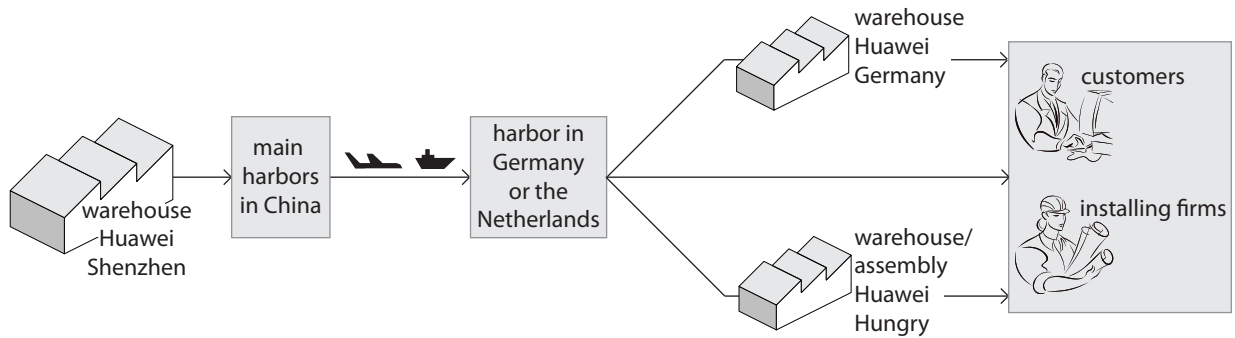 warehouse
Huawei
Shenzhen
main
harbors
in China
harbor in
Germany
or the
Netherlands
warehouse
Huawei
Germany
warehouse/
assembly
Huawei
Hungry
customers
installing firms